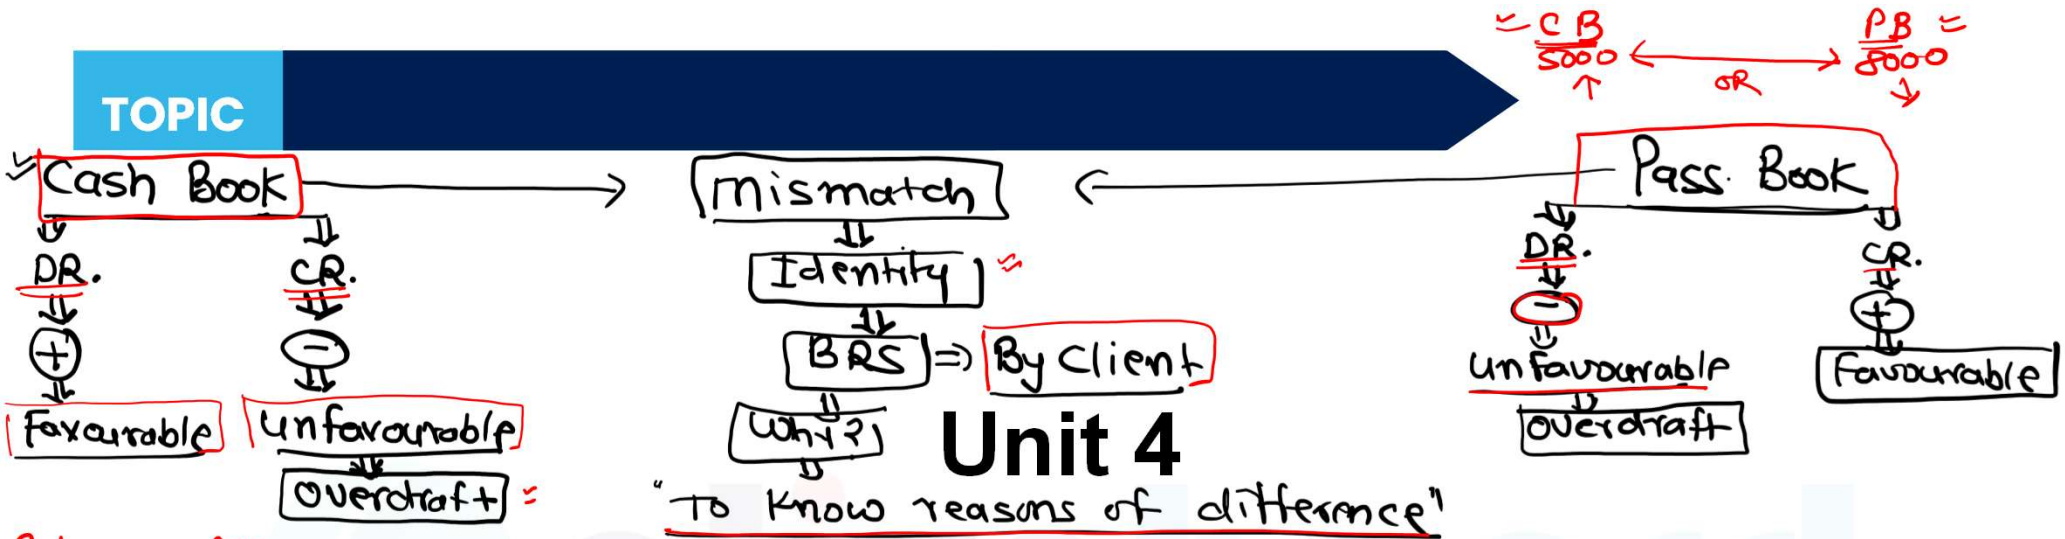 CB PB
5000 OR 8000
TOPIC
Cash Book Mismatch Pass Book
DR. CR. Identity DR. CR.
+ - BRS ⇒ By Client - +
Favourable unfavourable Why? unfavourable Favourable
Unit 4
overdraft overdraft
"To Know reasons of difference"